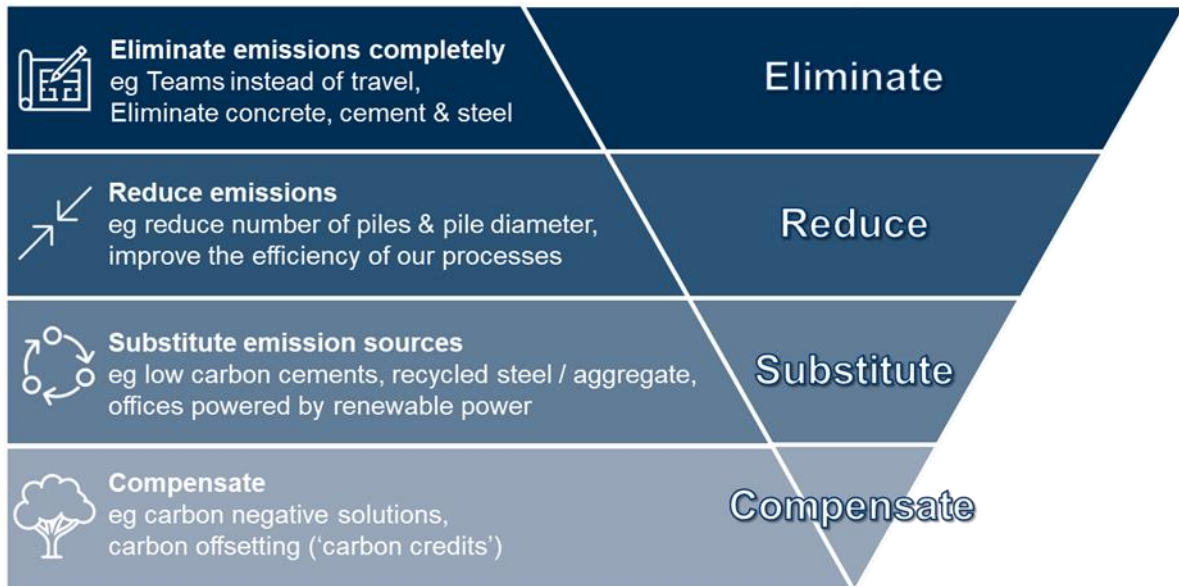 Eliminate emissions completely
eg Teams instead of travel,
Eliminate concrete, cement & steel
Eliminate
Reduce emissions
eg reduce number of piles & pile diameter,
improve the efficiency of our processes
Reduce
Substitute emission sources
eg low carbon cements, recycled steel / aggregate,
offices powered by renewable power
Substitute
Compensate
eg carbon negative solutions,
carbon offsetting (‘carbon credits’)
Compensate